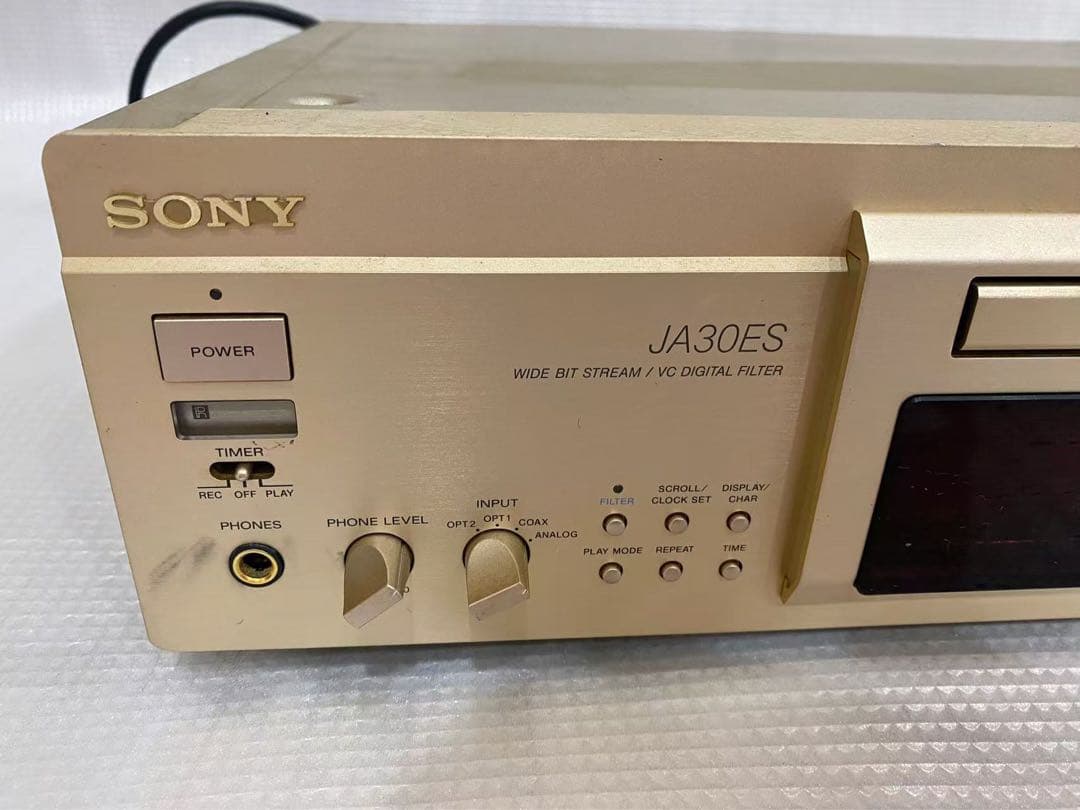 SONY
POWER
JA30ES
WIDE BIT STREAM / VC DIGITAL FILTER
TIMER
REC OFF PLAY
PHONES
PHONE LEVEL
INPUT
OPT2 OPT1 COAX
ANALOG
FILTER
SCROLL/
CLOCK SET
DISPLAY/
CHAR
PLAY MODE
REPEAT
TIME